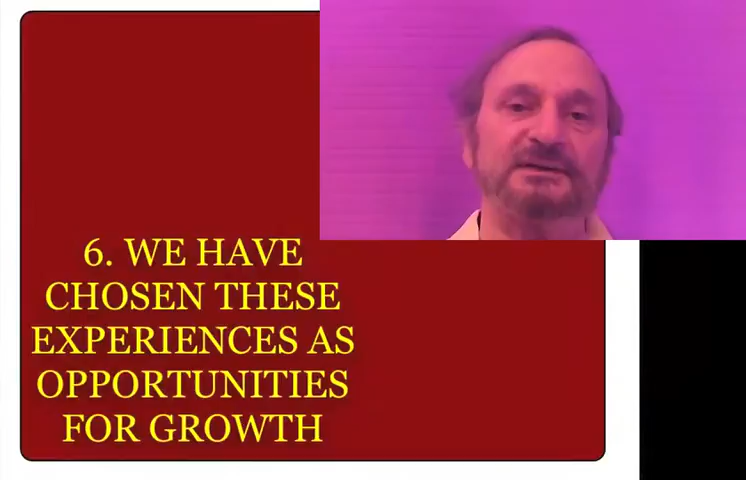 6. WE HAVE
CHOSEN THESE
EXPERIENCES AS
OPPORTUNITIES
FOR GROWTH